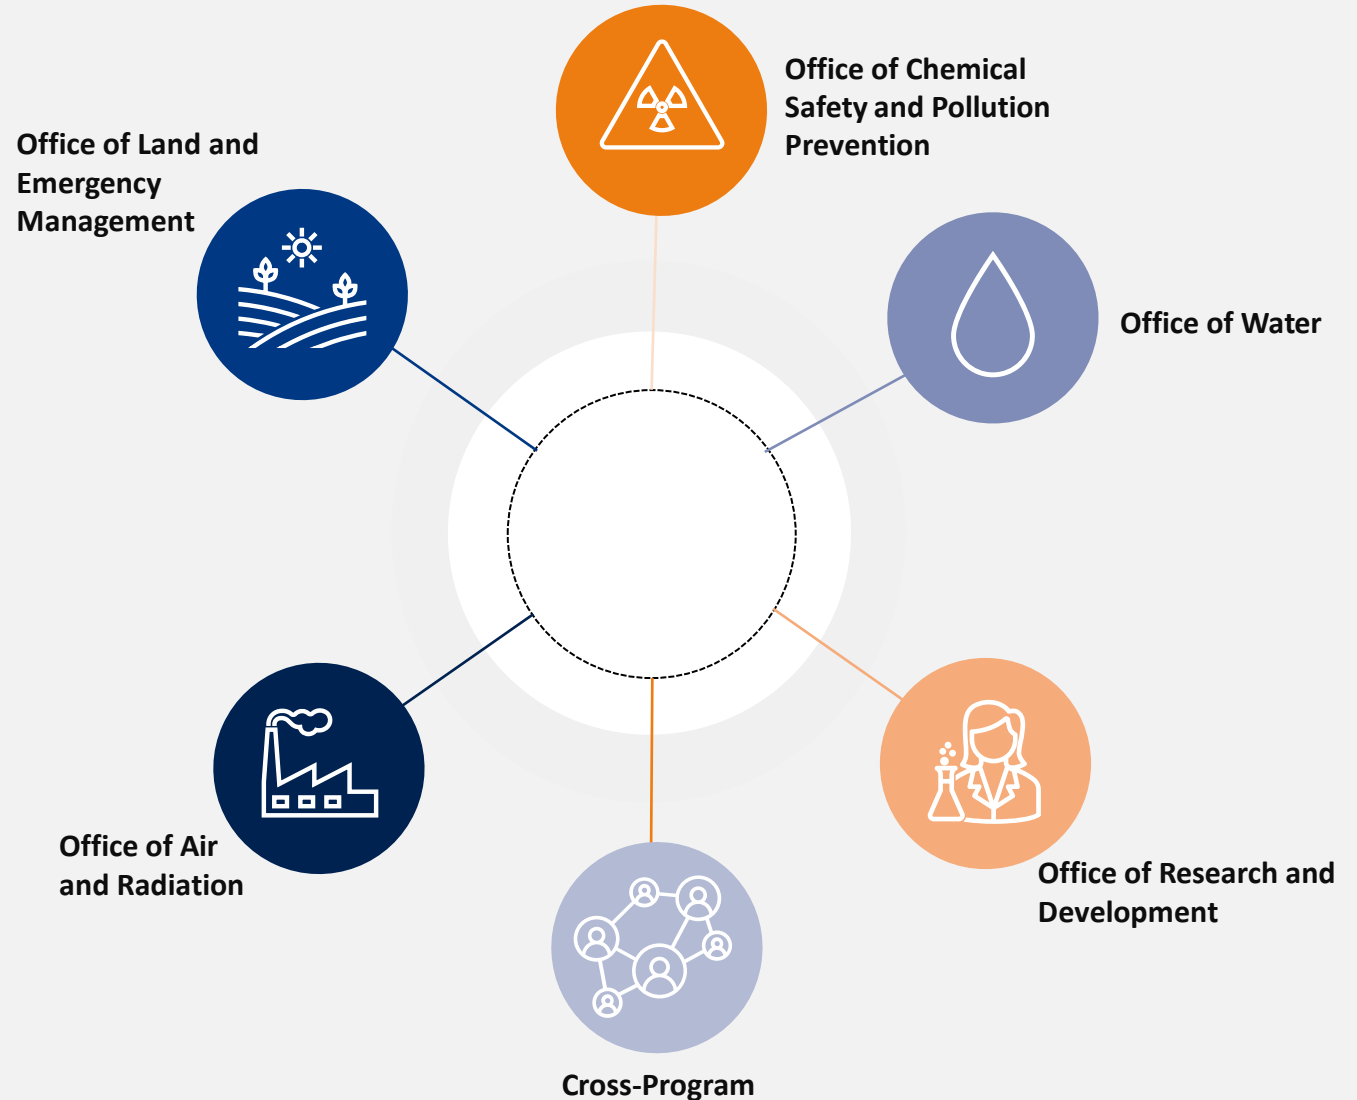 Office of Chemical
Safety and Pollution
Prevention
Office of Land and
Emergency
Management
Office of Water
Office of Air
and Radiation
Office of Research and
Development
Cross-Program